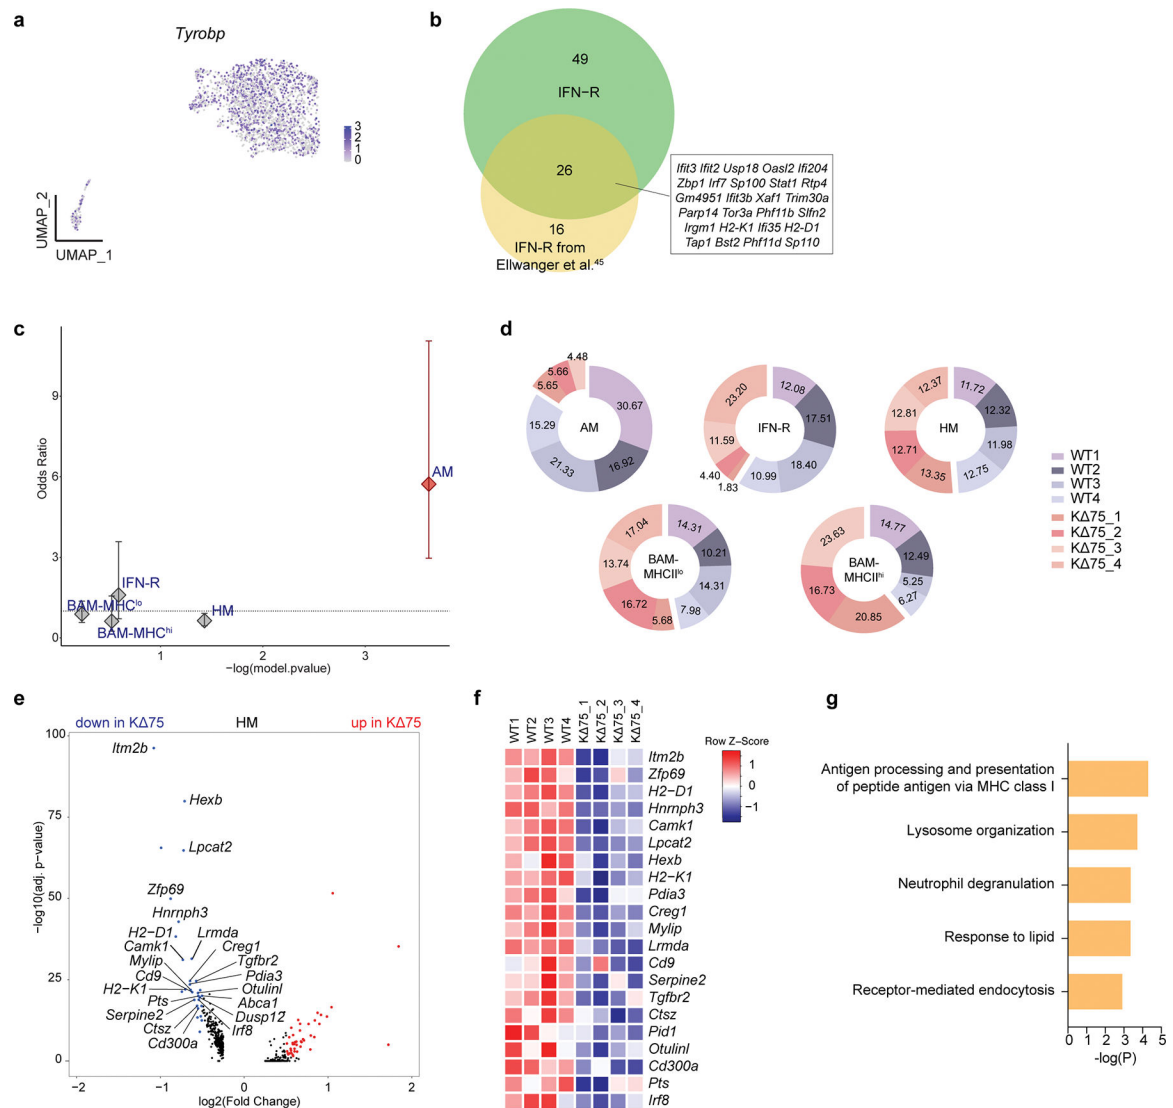 a
Tyrobp
3
2
1
0
UMAP_2
UMAP_1
b
49
IFN−R
26
16
IFN-R from
Ellwanger et al.45
Ifit3 Ifit2 Usp18 Oasl2 Ifi204
Zbp1 Irf7 Sp100 Stat1 Rtp4
Gm4951 Ifit3b Xaf1 Trim30a
Parp14 Tor3a Phf11b Slfn2
Irgm1 H2-K1 Ifi35 H2-D1
Tap1 Bst2 Phf11d Sp110
c
Odds Ratio
9
6
3
0
AM
IFN-R
BAM-MHClo
HM
BAM-MHChi
1
2
3
−log(model.pvalue)
d
4.48
5.66
5.65
30.67
15.29
AM
21.33
16.92
12.08
23.20
17.51
IFN-R
11.59
4.40
1.83
10.99
18.40
12.37
11.72
12.81
12.32
HM
12.71
11.98
13.35
12.75
17.04
14.31
13.74
10.21
BAM-
MHCIIlo
14.31
16.72
5.68
7.98
23.63
14.77
12.49
BAM-
MHCIIhi
5.25
16.73
6.27
20.85
WT1
WT2
WT3
WT4
KΔ75_1
KΔ75_2
KΔ75_3
KΔ75_4
e
down in KΔ75
HM
up in KΔ75
−log10(adj. p−value)
100
75
50
25
0
Itm2b
Hexb
Lpcat2
Zfp69
Hnrnph3
H2−D1
Lrmda
Camk1
Creg1
Mylip
Tgfbr2
Cd9
Pdia3
H2−K1
Otulinl
Pts
Abca1
Serpine2
Dusp12
Ctsz
Irf8
Cd300a
−2
−1
0
1
2
log2(Fold Change)
f
WT1
WT2
WT3
WT4
KΔ75_1
KΔ75_2
KΔ75_3
KΔ75_4
Row Z−Score
1
0
−1
Itm2b
Zfp69
H2−D1
Hnrnph3
Camk1
Lpcat2
Hexb
H2−K1
Pdia3
Creg1
Mylip
Lrmda
Cd9
Serpine2
Tgfbr2
Ctsz
Pid1
Otulinl
Cd300a
Pts
Irf8
g
Antigen processing and presentation
of peptide antigen via MHC class I
Lysosome organization
Neutrophil degranulation
Response to lipid
Receptor-mediated endocytosis
0 1 2 3 4 5
-log(P)